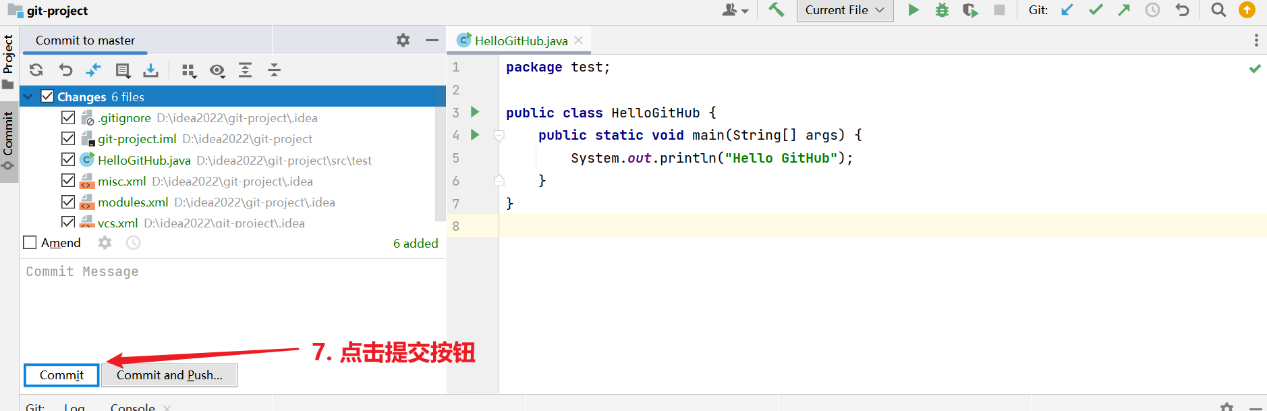 git-project
Current File
Git:
Project
Commit
Commit to master
Changes 6 files
.gitignore D:\idea2022\git-project\.idea
git-project.iml D:\idea2022\git-project
HelloGitHub.java D:\idea2022\git-project\src\test
misc.xml D:\idea2022\git-project\.idea
modules.xml D:\idea2022\git-project\.idea
vcs.xml D:\idea2022\git-project\.idea
Amend
6 added
Commit Message
7. 点击提交按钮
Commit
Commit and Push...
HelloGitHub.java
1 package test;
2
3 public class HelloGitHub {
4 public static void main(String[] args) {
5 System.out.println("Hello GitHub");
6 }
7 }
8
Git: Log Console